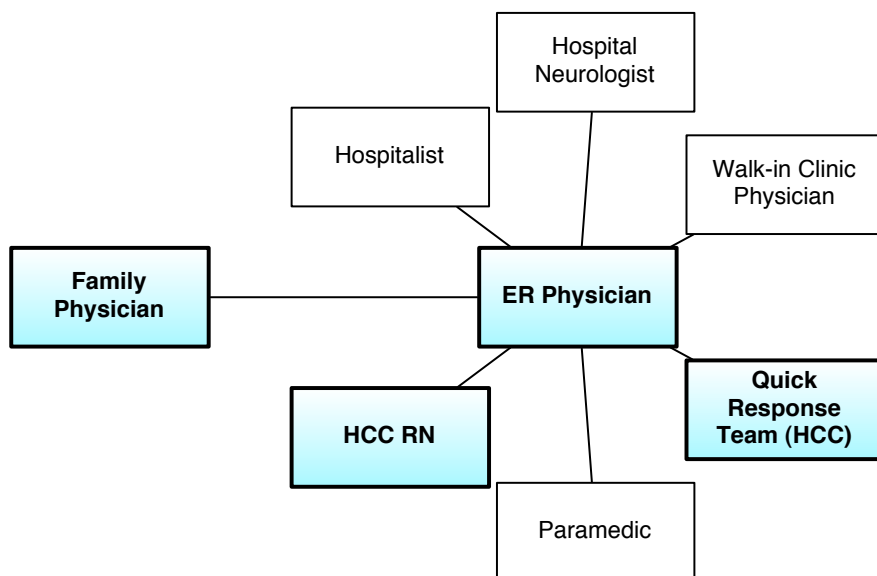 Hospital
Neurologist
Hospitalist
Walk-in Clinic
Physician
Family
Physician
ER Physician
HCC RN
Quick
Response
Team (HCC)
Paramedic